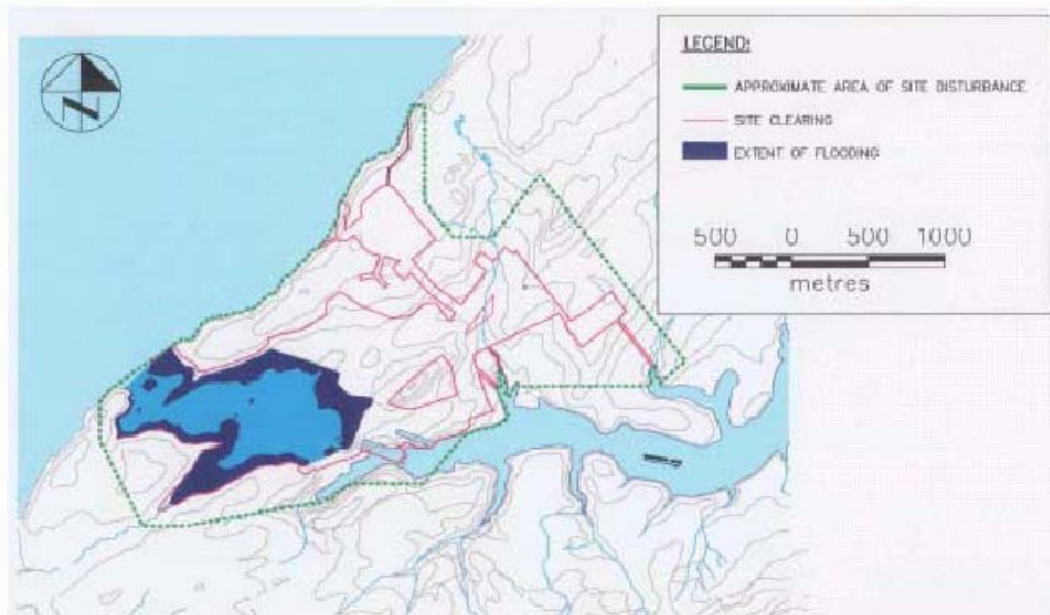 N
LEGEND:
APPROXIMATE AREA OF SITE DISTURBANCE
SITE CLEARING
EXTENT OF FLOODING
500 0 500 1000
metres